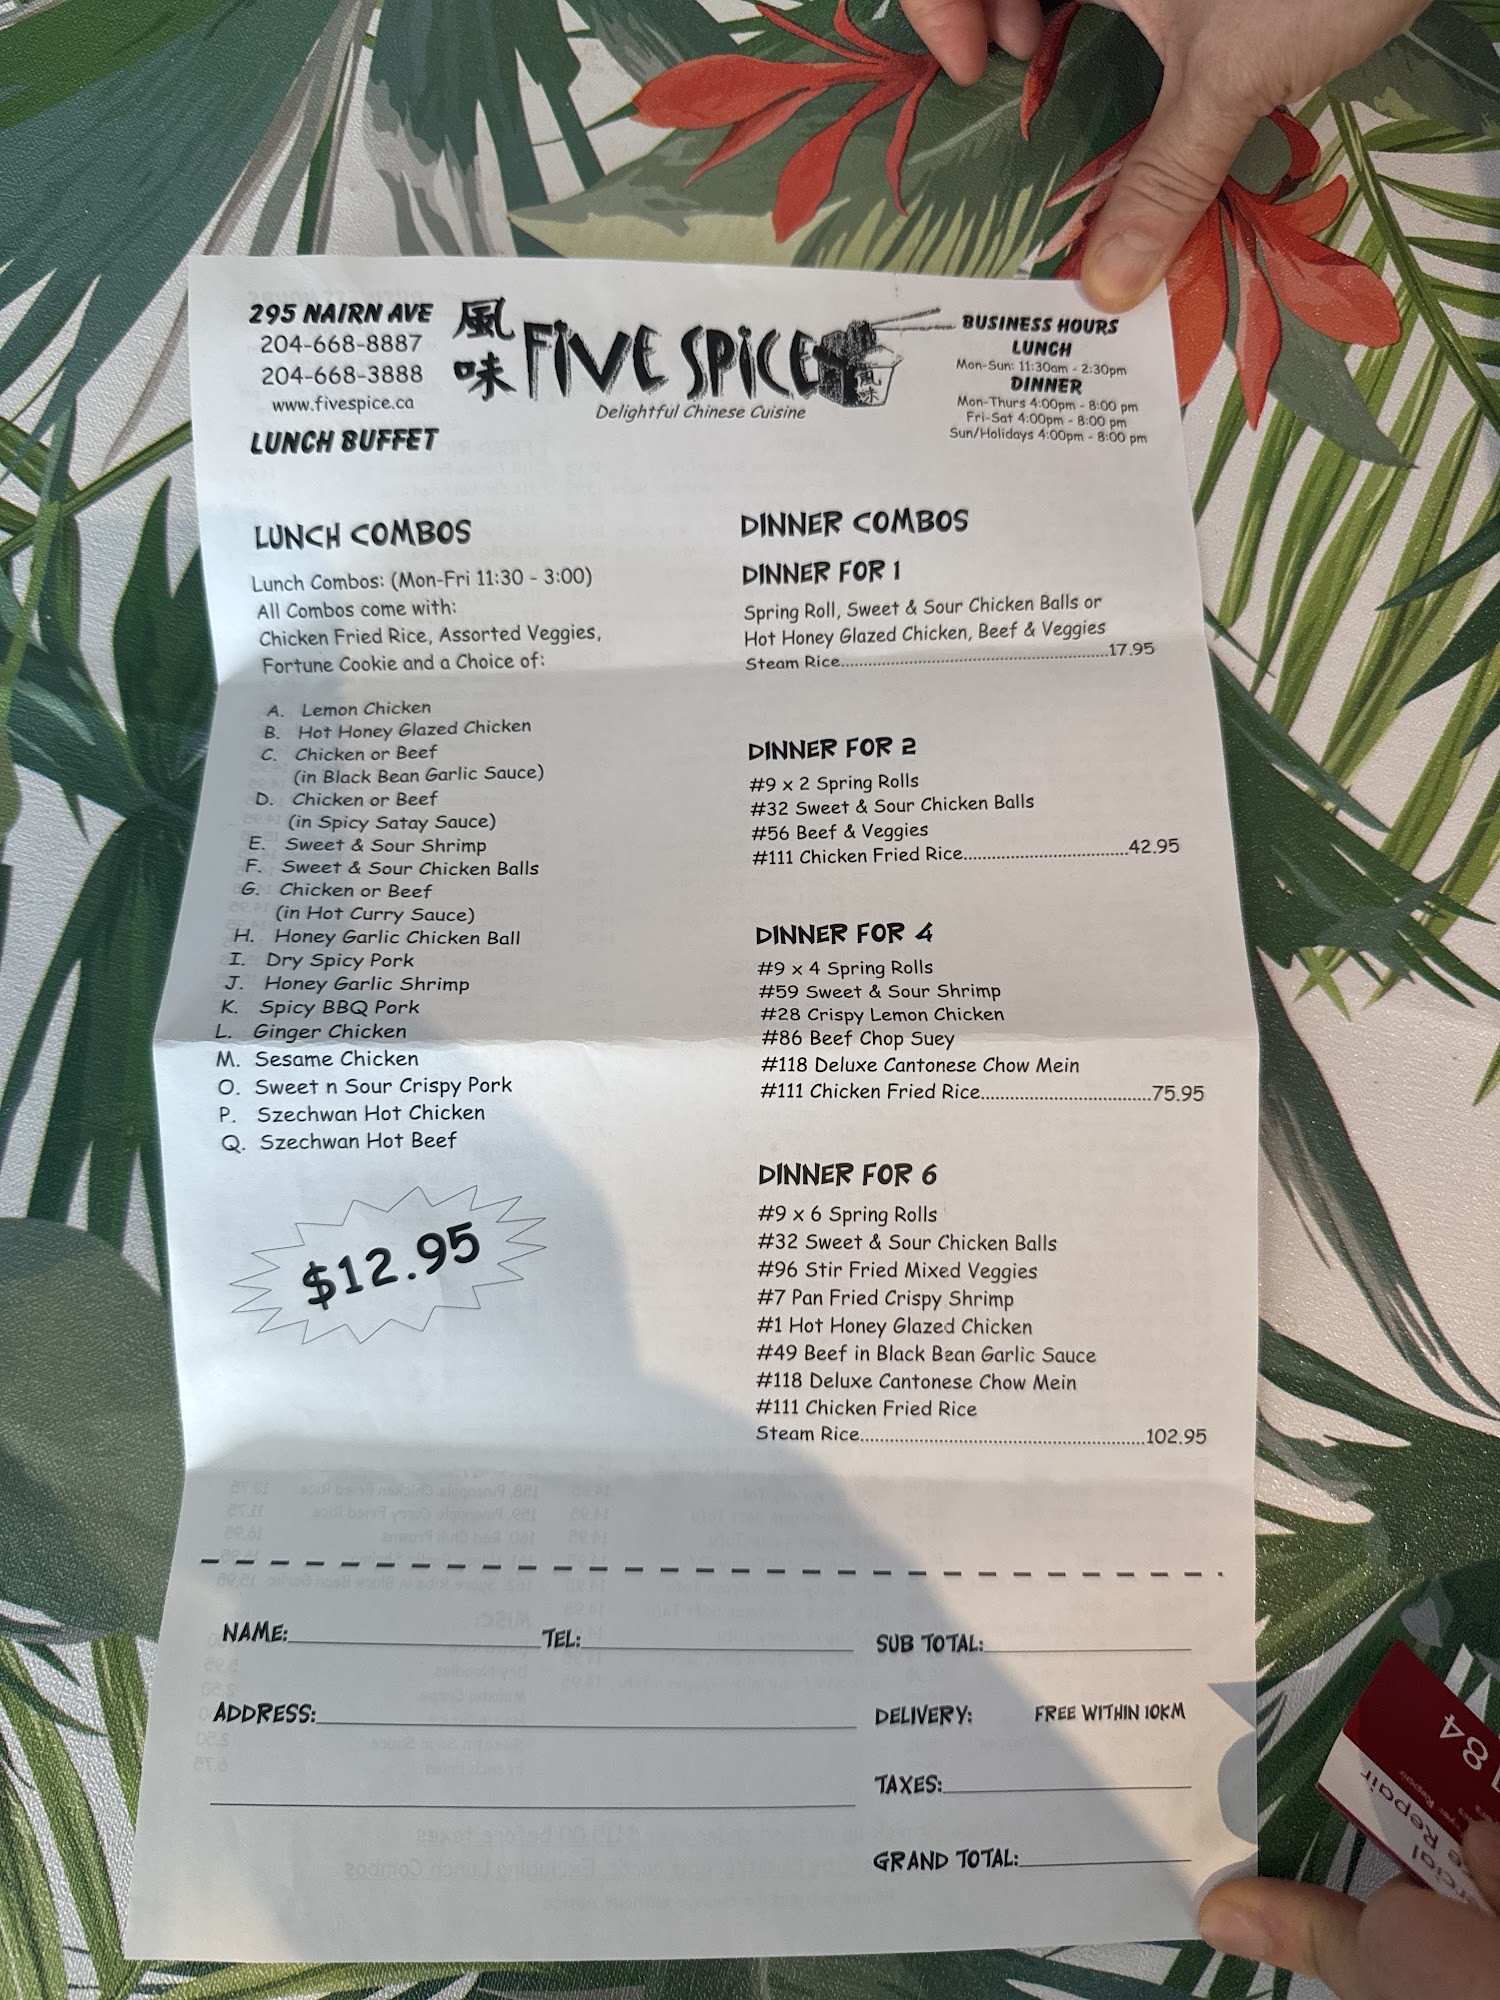 295 NAIRN AVE
204-668-8887
204-668-3888
www.fivespice.ca
LUNCH BUFFET
風味
FIVE SPICE
風味
Delightful Chinese Cuisine
BUSINESS HOURS
LUNCH
Mon-Sun: 11:30am - 2:30pm
DINNER
Mon-Thurs 4:00pm - 8:00 pm
Fri-Sat 4:00pm - 8:00 pm
Sun/Holidays 4:00pm - 8:00 pm
LUNCH COMBOS
Lunch Combos: (Mon-Fri 11:30 - 3:00)
All Combos come with:
Chicken Fried Rice, Assorted Veggies,
Fortune Cookie and a Choice of:
A. Lemon Chicken
B. Hot Honey Glazed Chicken
C. Chicken or Beef
(in Black Bean Garlic Sauce)
D. Chicken or Beef
(in Spicy Satay Sauce)
E. Sweet & Sour Shrimp
F. Sweet & Sour Chicken Balls
G. Chicken or Beef
(in Hot Curry Sauce)
H. Honey Garlic Chicken Ball
I. Dry Spicy Pork
J. Honey Garlic Shrimp
K. Spicy BBQ Pork
L. Ginger Chicken
M. Sesame Chicken
O. Sweet n Sour Crispy Pork
P. Szechwan Hot Chicken
Q. Szechwan Hot Beef
$12.95
DINNER COMBOS
DINNER FOR 1
Spring Roll, Sweet & Sour Chicken Balls or
Hot Honey Glazed Chicken, Beef & Veggies
Steam Rice...17.95
DINNER FOR 2
#9 x 2 Spring Rolls
#32 Sweet & Sour Chicken Balls
#56 Beef & Veggies
#111 Chicken Fried Rice...42.95
DINNER FOR 4
#9 x 4 Spring Rolls
#59 Sweet & Sour Shrimp
#28 Crispy Lemon Chicken
#86 Beef Chop Suey
#118 Deluxe Cantonese Chow Mein
#111 Chicken Fried Rice...75.95
DINNER FOR 6
#9 x 6 Spring Rolls
#32 Sweet & Sour Chicken Balls
#96 Stir Fried Mixed Veggies
#7 Pan Fried Crispy Shrimp
#1 Hot Honey Glazed Chicken
#49 Beef in Black Bean Garlic Sauce
#118 Deluxe Cantonese Chow Mein
#111 Chicken Fried Rice
Steam Rice...102.95
NAME: TEL: SUB TOTAL:
ADDRESS: DELIVERY: FREE WITHIN 10KM
TAXES:
GRAND TOTAL:
84
Repair